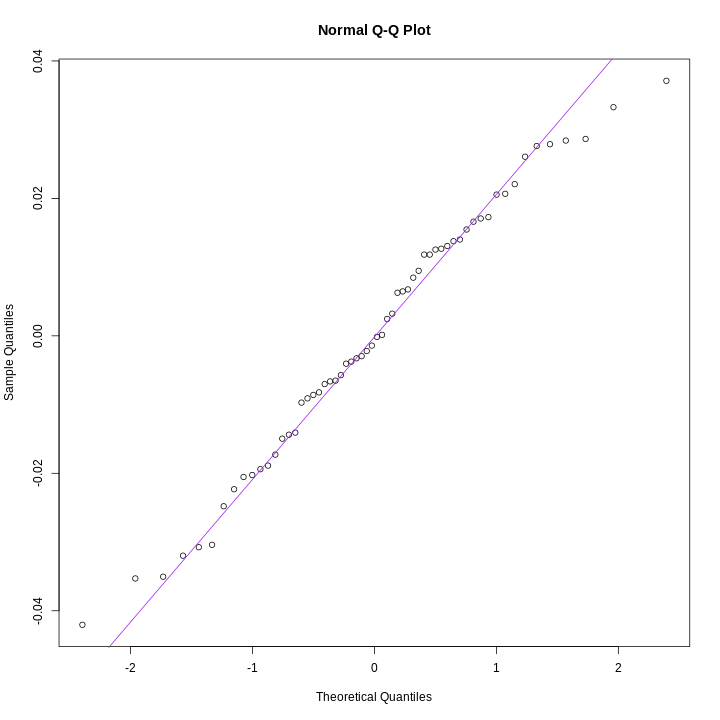 Normal Q-Q Plot
0.04
0.02
0.00
-0.02
-0.04
Sample Quantiles
-2 -1 0 1 2
Theoretical Quantiles